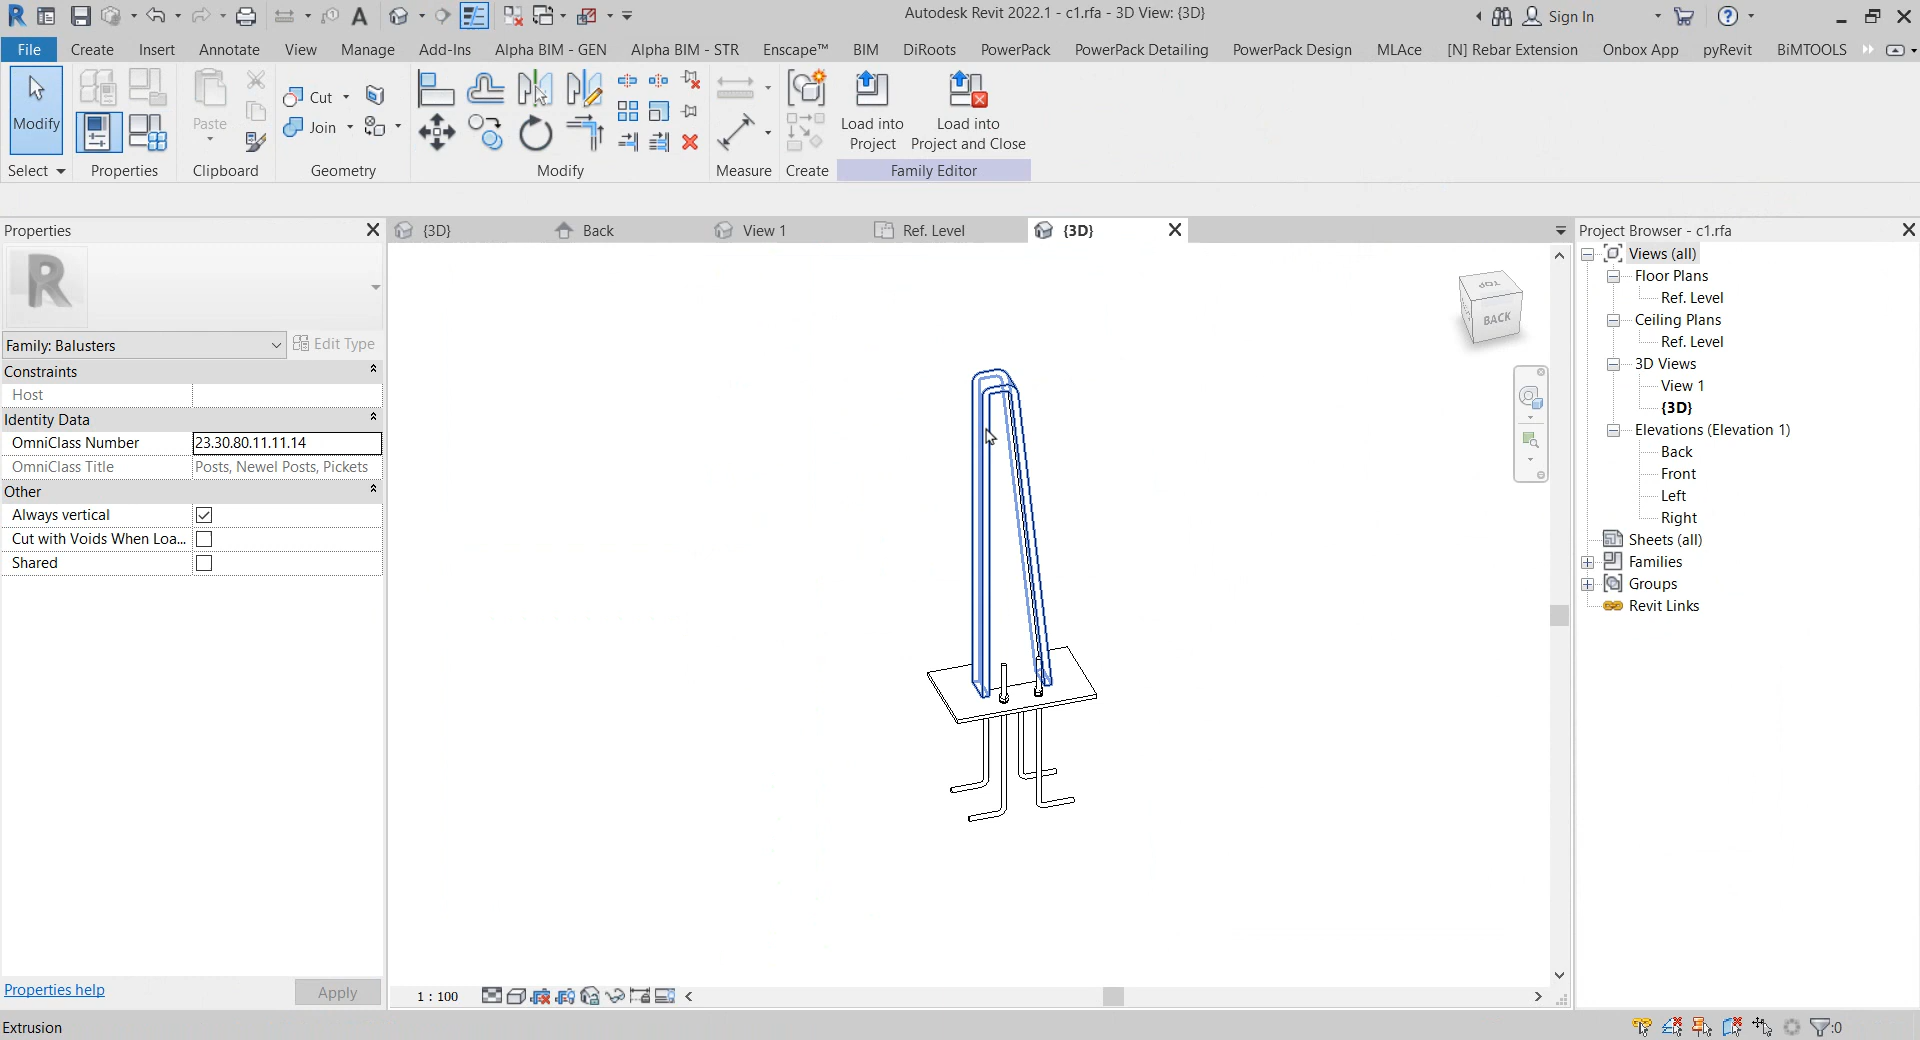 Autodesk Revit 2022.1 - c1.rfa - 3D View: {3D}
Sign In
File Create Insert Annotate View Manage Add-Ins Alpha BIM - GEN Alpha BIM - STR Enscape™ BIM DiRoots PowerPack PowerPack Detailing PowerPack Design MLAce [N] Rebar Extension Onbox App pyRevit BiMTOOLS
Modify
Paste
Cut
Join
Load into
Project
Load into
Project and Close
Select Properties Clipboard Geometry Modify Measure Create Family Editor
Properties
{3D} Back View 1 Ref. Level {3D}
Project Browser - c1.rfa
Family: Balusters
Edit Type
Constraints
Host
Identity Data
OmniClass Number 23.30.80.11.11.14
OmniClass Title Posts, Newel Posts, Pickets
Other
Always vertical
Cut with Voids When Loa...
Shared
Properties help
Apply
TOP
BACK
Views (all)
Floor Plans
Ref. Level
Ceiling Plans
Ref. Level
3D Views
View 1
{3D}
Elevations (Elevation 1)
Back
Front
Left
Right
Sheets (all)
Families
Groups
Revit Links
1 : 100
Extrusion
:0